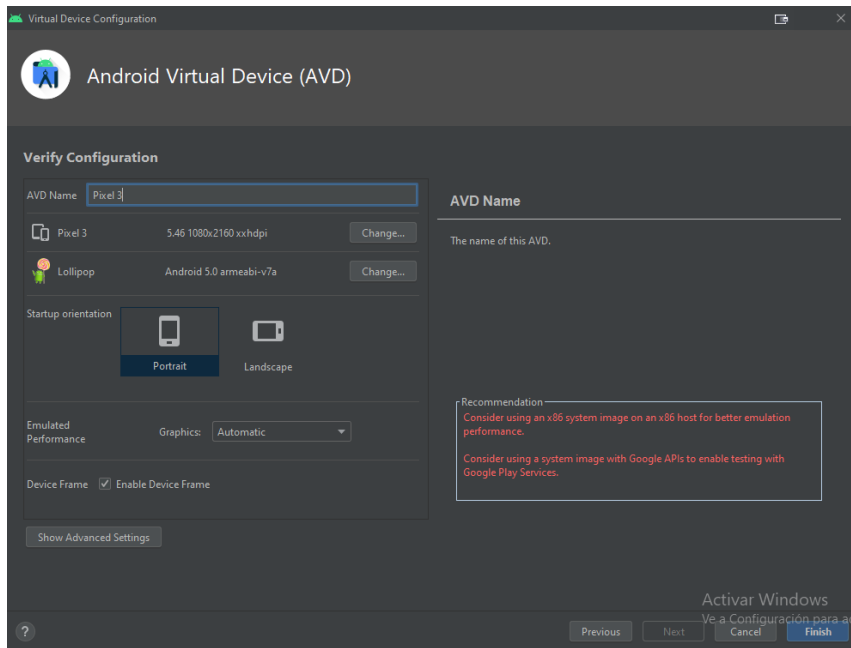 Virtual Device Configuration
Android Virtual Device (AVD)
Verify Configuration
AVD Name Pixel 3
Pixel 3 5.46 1080x2160 xxhdpi Change...
Lollipop Android 5.0 armeabi-v7a Change...
Startup orientation
Portrait Landscape
Emulated
Performance
Graphics: Automatic
Device Frame Enable Device Frame
Show Advanced Settings
AVD Name
The name of this AVD.
Recommendation
Consider using an x86 system image on an x86 host for better emulation
performance.
Consider using a system image with Google APIs to enable testing with
Google Play Services.
Activar Windows
Ve a Configuración para
? Previous Next Cancel Finish